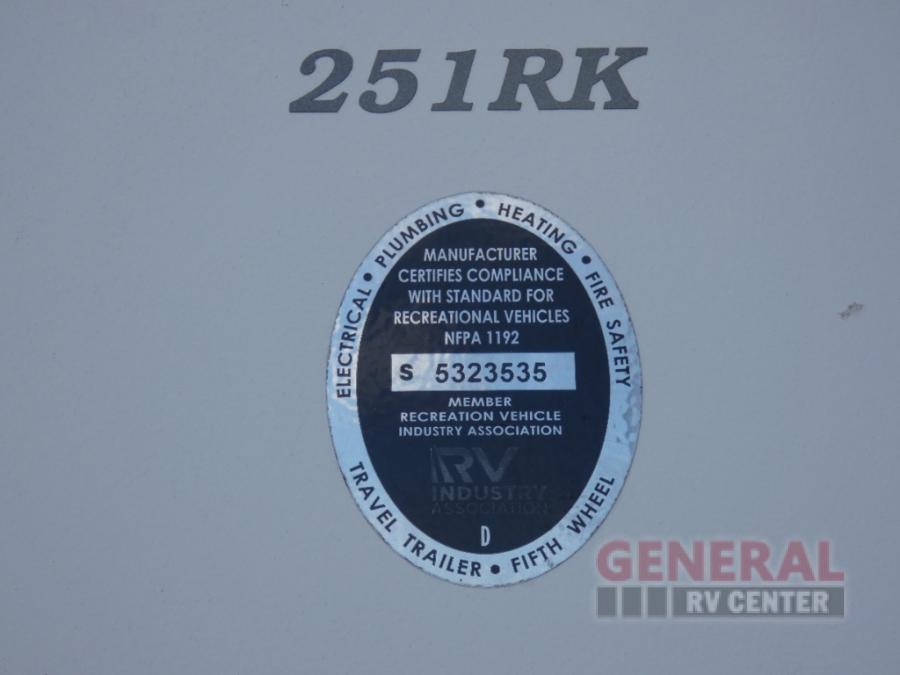 251RK
ELECTRICAL • PLUMBING • HEATING • FIRE SAFETY
MANUFACTURER
CERTIFIES COMPLIANCE
WITH STANDARD FOR
RECREATIONAL VEHICLES
NFPA 1192
S 5323535
MEMBER
RECREATION VEHICLE
INDUSTRY ASSOCIATION
RV
INDUSTRY
ASSOCIATION
D
TRAVEL TRAILER • FIFTH WHEEL
GENERAL
RV CENTER